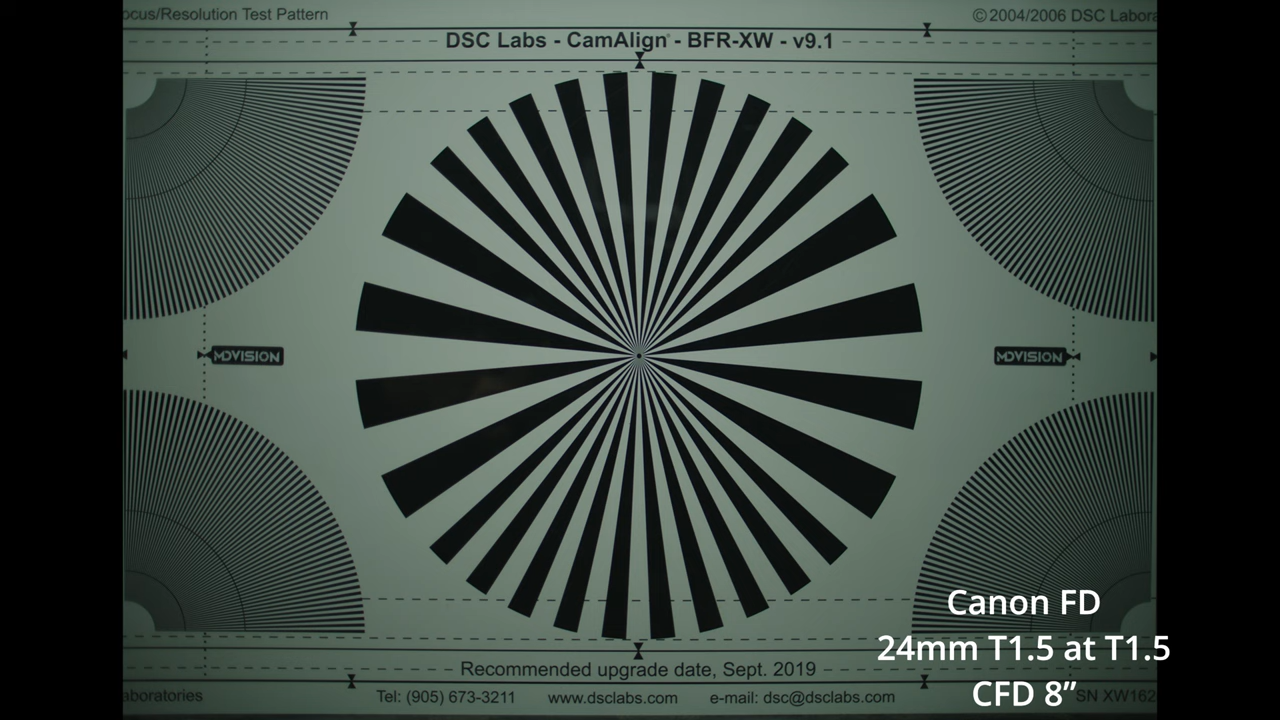 ocus/Resolution Test Pattern
©2004/2006 DSC Labora
DSC Labs - CamAlign - BFR-XW - v9.1
MDVISION
MDVISION
Canon FD
24mm T1.5 at T1.5
CFD 8”
Recommended upgrade date, Sept. 2019
aboratories
Tel: (905) 673-3211
www.dsclabs.com
e-mail: dsc@dsclabs.com
SN XW162